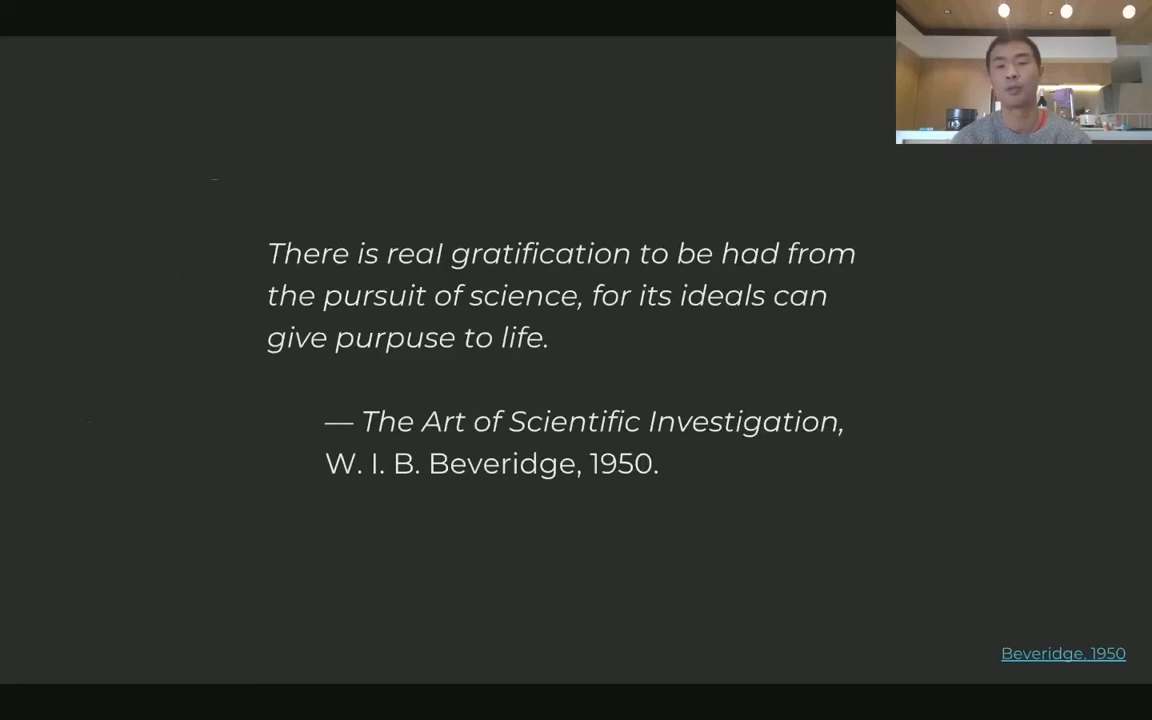 There is real gratification to be had from
the pursuit of science, for its ideals can
give purpuse to life.
— The Art of Scientific Investigation,
W. I. B. Beveridge, 1950.
Beveridge. 1950